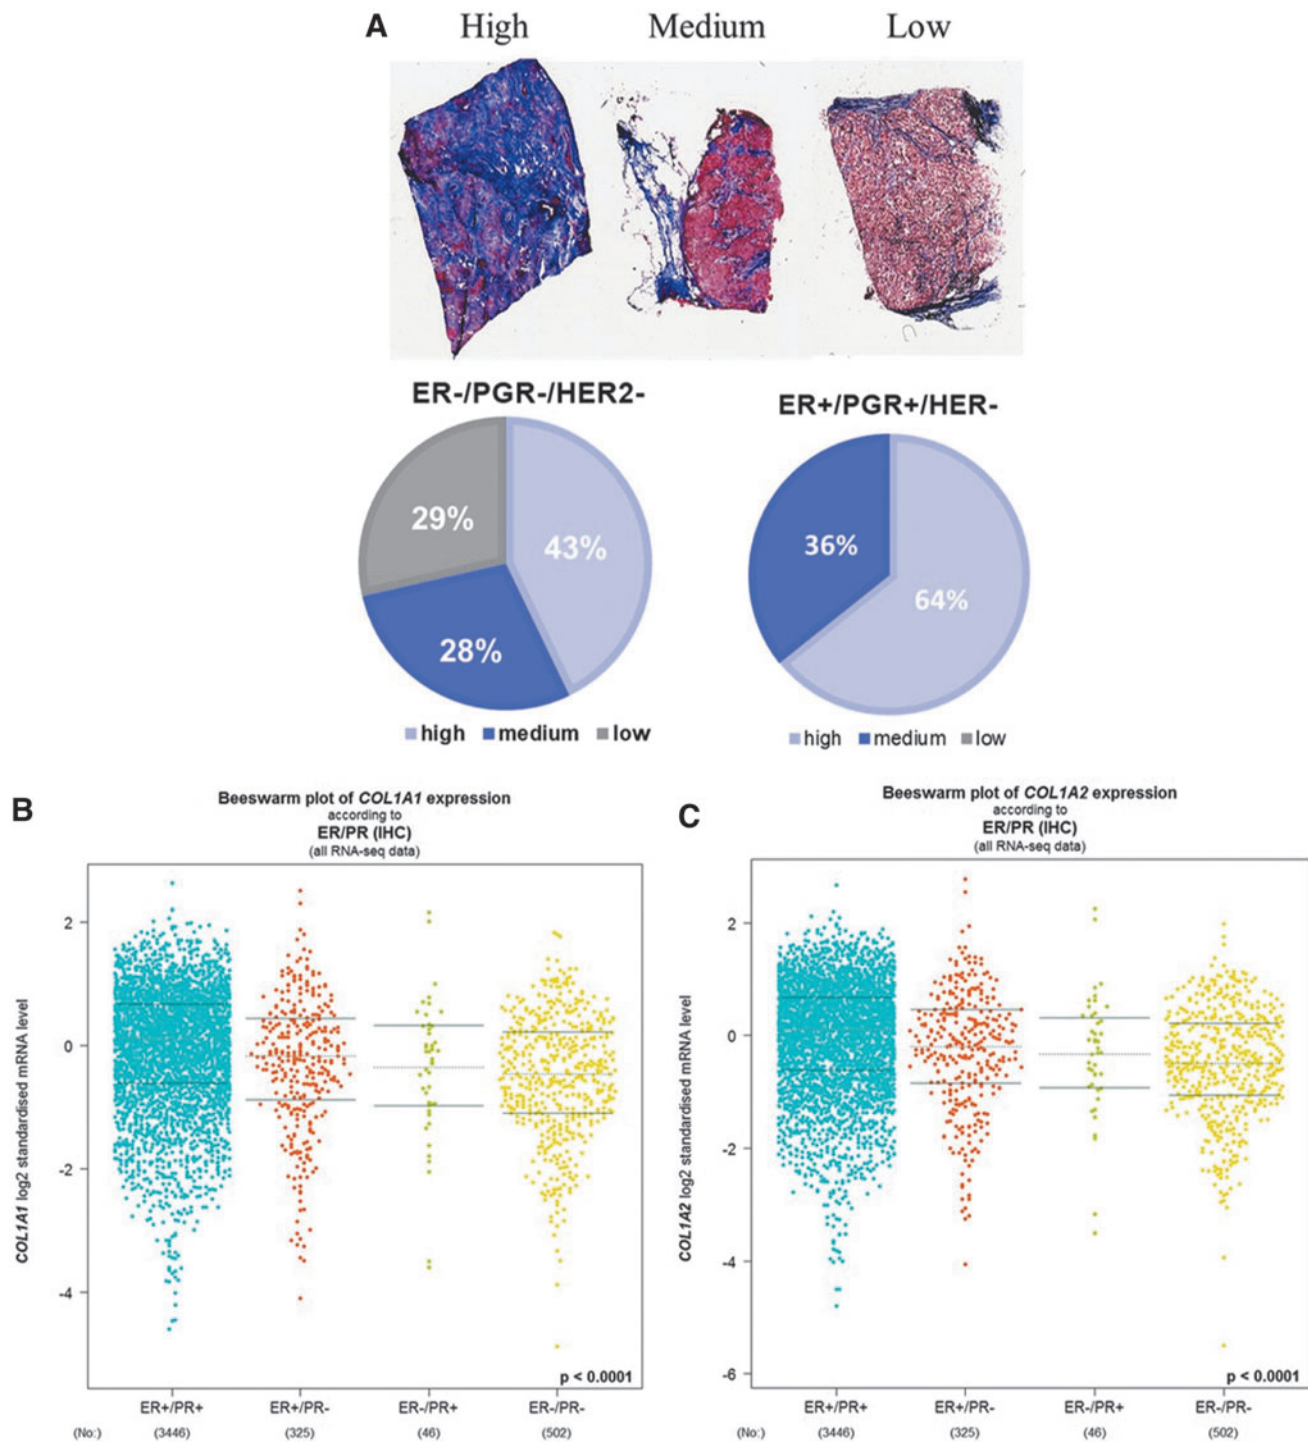 A
High Medium Low
ER-/PGR-/HER2-
29%
43%
28%
high medium low
ER+/PGR+/HER-
36%
64%
high medium low
B
Beeswarm plot of COL1A1 expression
according to
ER/PR (IHC)
(all RNA-seq data)
COL1A1 log2 standardised mRNA level
2
0
-2
-4
p < 0.0001
ER+/PR+ ER+/PR- ER-/PR+ ER-/PR-
(No:) (3446) (325) (46) (502)
C
Beeswarm plot of COL1A2 expression
according to
ER/PR (IHC)
(all RNA-seq data)
COL1A2 log2 standardised mRNA level
2
0
-2
-4
-6
p < 0.0001
ER+/PR+ ER+/PR- ER-/PR+ ER-/PR-
(No:) (3446) (325) (46) (502)